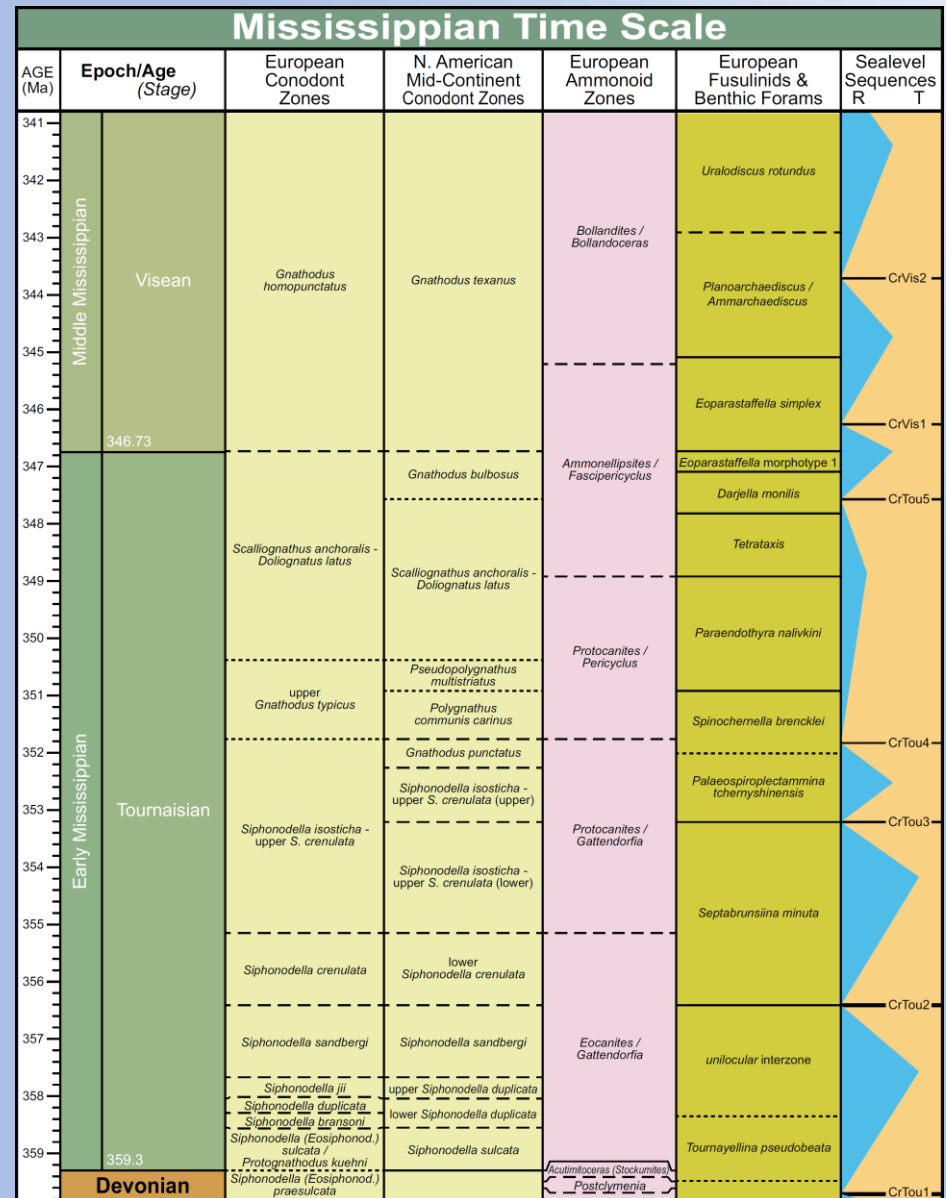 Mississippian Time Scale
AGE
(Ma)
Epoch/Age
(Stage)
European
Conodont
Zones
N. American
Mid-Continent
Conodont Zones
European
Ammonoid
Zones
European
Fusulinids &
Benthic Forams
Sealevel
Sequences
R T
341
342
343
344
345
346
347
348
349
350
351
352
353
354
355
356
357
358
359
Middle Mississippian
Early Mississippian
Visean
346.73
Tournaisian
359.3
Devonian
Gnathodus
homopunctatus
Scalliognathus anchoralis -
Doliognatus latus
upper
Gnathodus typicus
Siphonodella isosticha -
upper S. crenulata
Siphonodella crenulata
Siphonodella sandbergi
Siphonodella jii
Siphonodella duplicata
Siphonodella bransoni
Siphonodella (Eosiphonod.)
sulcata /
Protognathodus kuehni
Siphonodella (Eosiphonod.)
praesulcata
Gnathodus texanus
Gnathodus bulbosus
Scalliognathus anchoralis -
Doliognatus latus
Pseudopolygnathus
multistriatus
Polygnathus
communis carinus
Gnathodus punctatus
Siphonodella isosticha -
upper S. crenulata (upper)
Siphonodella isosticha -
upper S. crenulata (lower)
lower
Siphonodella crenulata
Siphonodella sandbergi
upper Siphonodella duplicata
lower Siphonodella duplicata
Siphonodella sulcata
Bollandites /
Bollandoceras
Ammonellipsites /
Fascipericyclus
Protocanites /
Pericyclus
Protocanites /
Gattendorfia
Eocanites /
Gattendorfia
Acutimitoceras (Stockumites)
Postclymenia
Uralodiscus rotundus
Planoarchaediscus /
Ammarchaediscus
Eoparastaffella simplex
Eoparastaffella morphotype 1
Darjella monilis
Tetrataxis
Paraendothyra nalivkini
Spinochernella brencklei
Palaeospiroplectammina
tchernyshinensis
Septabrunsiina minuta
unilocular interzone
Tournayellina pseudobeata
CrVis2
CrVis1
CrTou5
CrTou4
CrTou3
CrTou2
CrTou1